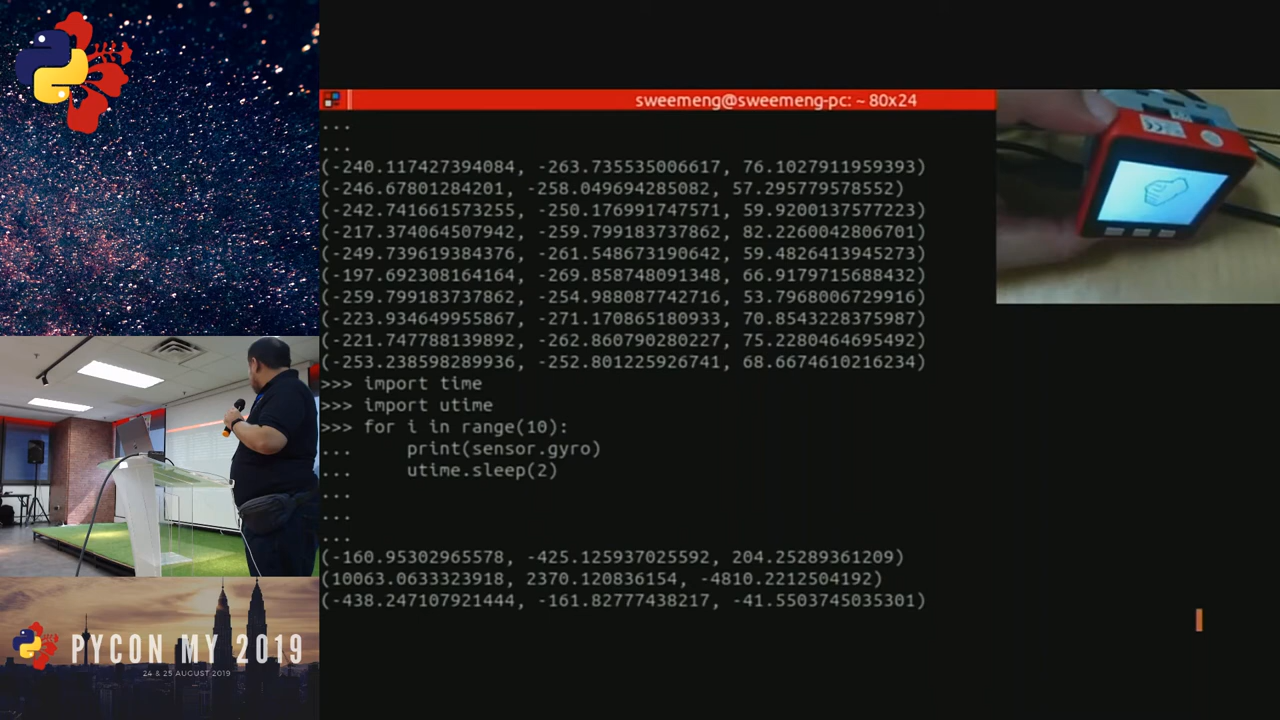 sweemeng@sweemeng-pc: ~ 80x24
...
...
(-240.117427394084, -263.735535006617, 76.1027911959393)
(-246.67801284201, -258.049694285082, 57.295779578552)
(-242.741661573255, -250.176991747571, 59.9200137577223)
(-217.374064507942, -259.799183737862, 82.2260042806701)
(-249.739619384376, -261.548673190642, 59.4826413945273)
(-197.692308164164, -269.858748091348, 66.9179715688432)
(-259.799183737862, -254.988087742716, 53.7968006729916)
(-223.934649955867, -271.170865180933, 70.8543228375987)
(-221.747788139892, -262.860790280227, 75.2280464695492)
(-253.238598289936, -252.801225926741, 68.6674610216234)
>>> import time
>>> import utime
>>> for i in range(10):
...     print(sensor.gyro)
...     utime.sleep(2)
...
...
...
(-160.95302965578, -425.125937025592, 204.25289361209)
(10063.0633323918, 2370.120836154, -4810.2212504192)
(-438.247107921444, -161.82777438217, -41.5503745035301)
PYCON MY 2019
24 & 25 AUGUST 2019